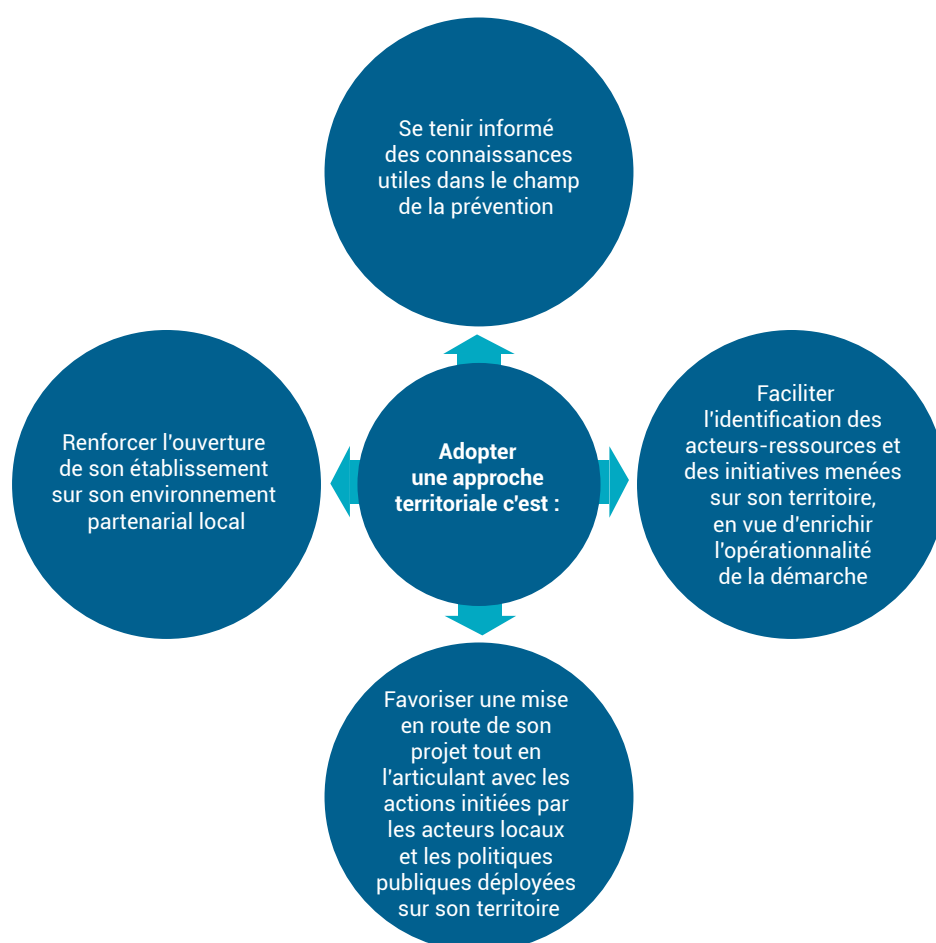 Se tenir informé
des connaissances
utiles dans le champ
de la prévention
Renforcer l'ouverture
de son établissement
sur son environnement
partenarial local
Adopter
une approche
territoriale c'est :
Faciliter
l'identification des
acteurs-ressources et
des initiatives menées
sur son territoire,
en vue d'enrichir
l'opérationnalité
de la démarche
Favoriser une mise
en route de son
projet tout en
l'articulant avec les
actions initiées par
les acteurs locaux
et les politiques
publiques déployées
sur son territoire